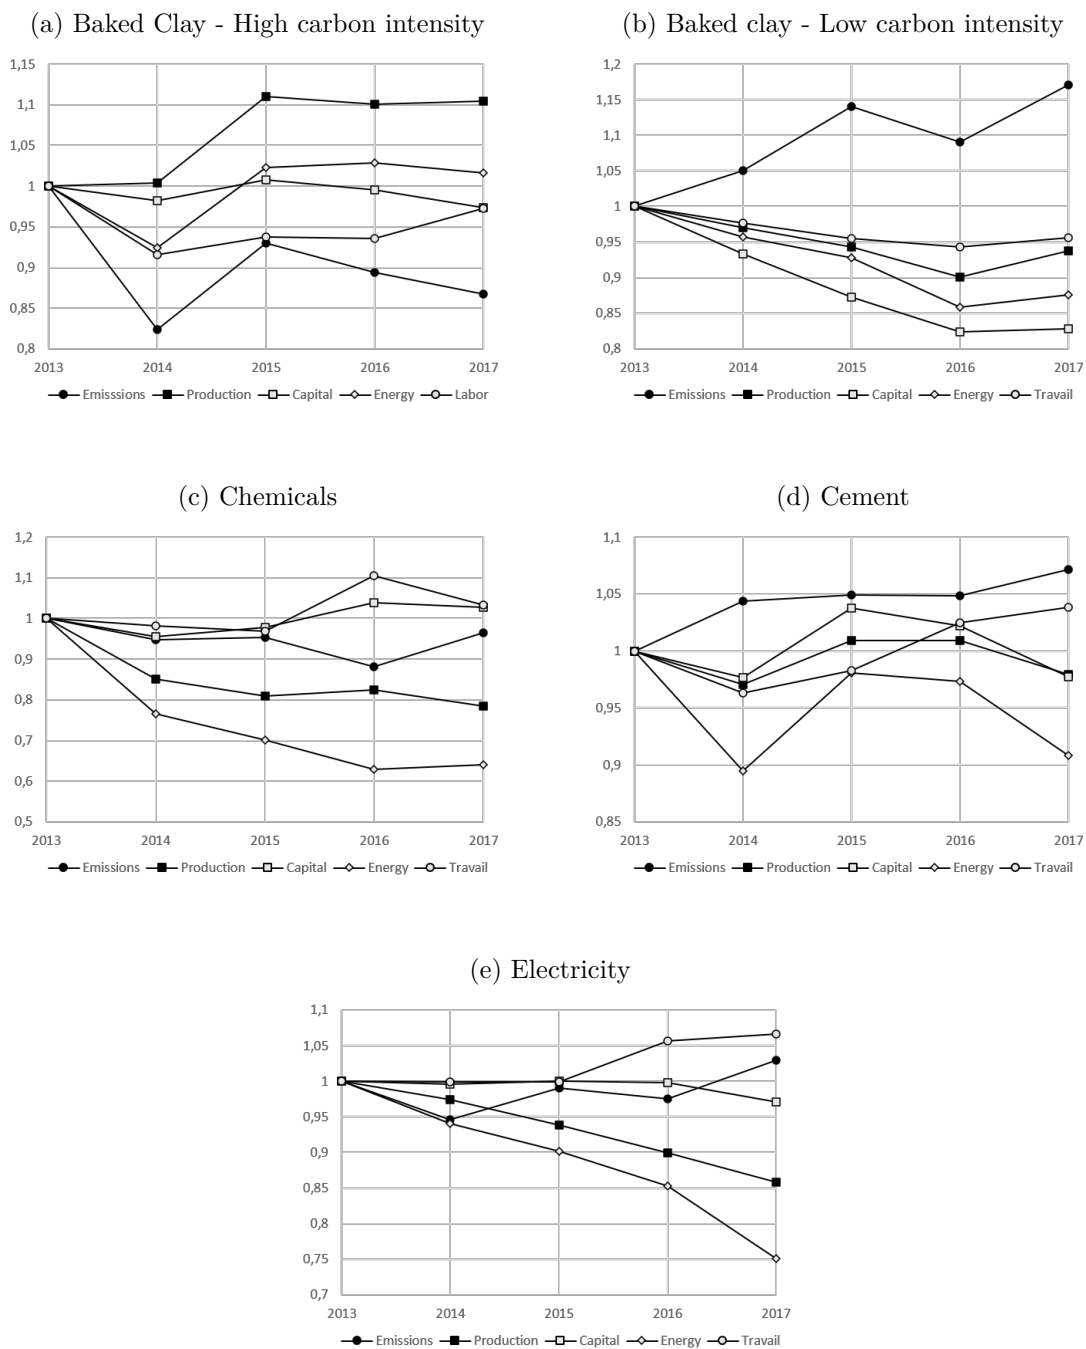 (a) Baked Clay - High carbon intensity
1,15
1,1
1,05
1
0,95
0,9
0,85
0,8
2013 2014 2015 2016 2017
Emisssions Production Capital Energy Labor
(b) Baked clay - Low carbon intensity
1,2
1,15
1,1
1,05
1
0,95
0,9
0,85
0,8
2013 2014 2015 2016 2017
Emissions Production Capital Energy Travail
(c) Chemicals
1,2
1,1
1
0,9
0,8
0,7
0,6
0,5
2013 2014 2015 2016 2017
Emissions Production Capital Energy Travail
(d) Cement
1,1
1,05
1
0,95
0,9
0,85
2013 2014 2015 2016 2017
Emissions Production Capital Energy Travail
(e) Electricity
1,1
1,05
1
0,95
0,9
0,85
0,8
0,75
0,7
2013 2014 2015 2016 2017
Emissions Production Capital Energy Travail